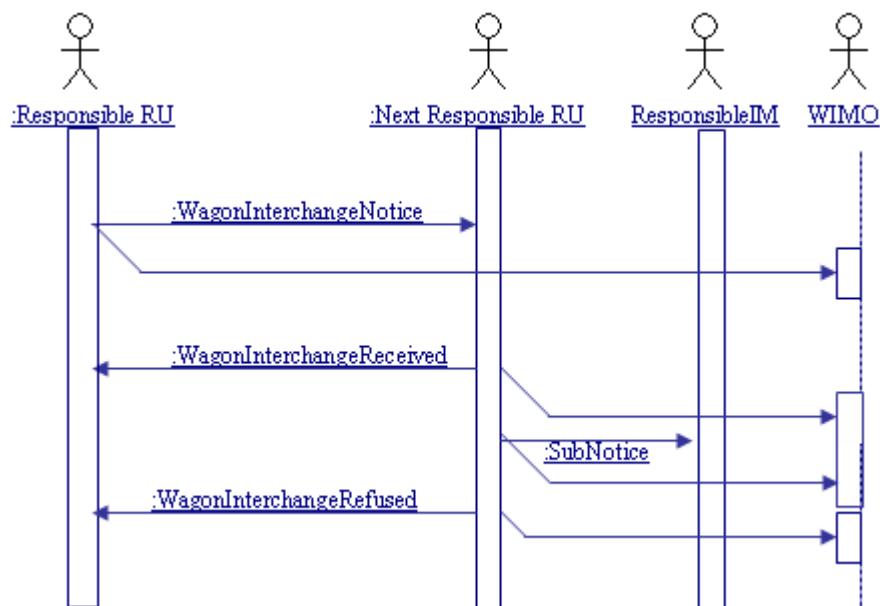 :Responsible RU
:Next Responsible RU
ResponsibleIM
WIMO
:WagonInterchangeNotice
:WagonInterchangeReceived
:SubNotice
:WagonInterchangeRefused